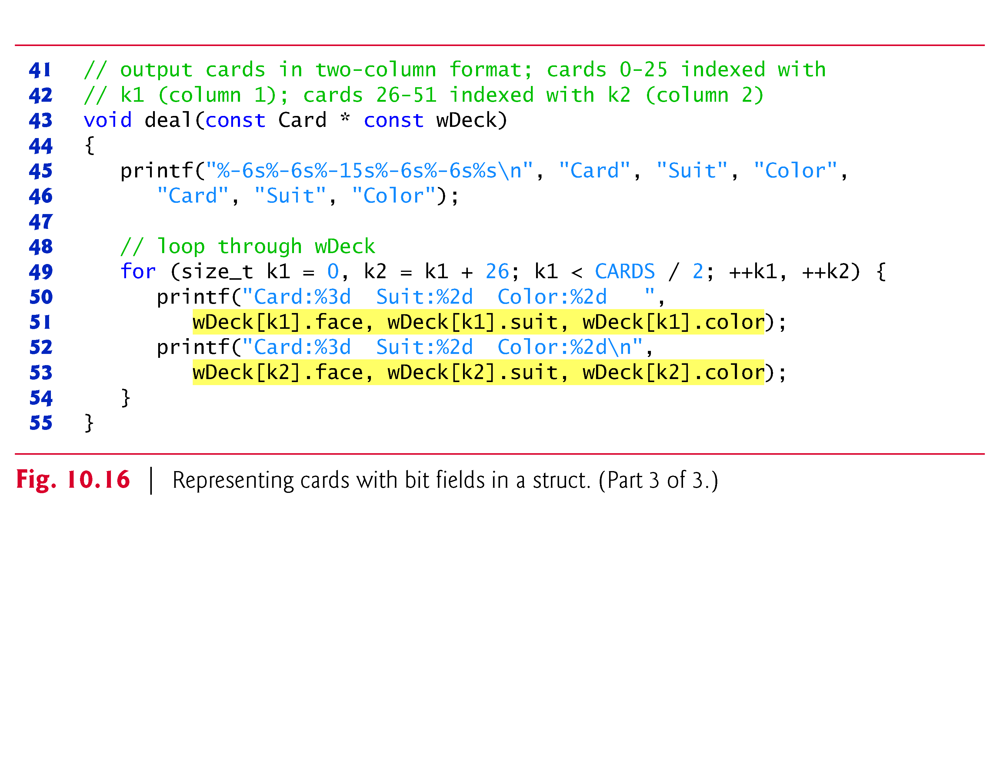 41 // output cards in two-column format; cards 0-25 indexed with
42 // k1 (column 1); cards 26-51 indexed with k2 (column 2)
43 void deal(const Card * const wDeck)
44 {
45    printf("%-6s%-6s%-15s%-6s%-6s%s\n", "Card", "Suit", "Color",
46       "Card", "Suit", "Color");
47
48    // loop through wDeck
49    for (size_t k1 = 0, k2 = k1 + 26; k1 < CARDS / 2; ++k1, ++k2) {
50       printf("Card:%3d  Suit:%2d  Color:%2d   ",
51          wDeck[k1].face, wDeck[k1].suit, wDeck[k1].color);
52       printf("Card:%3d  Suit:%2d  Color:%2d\n",
53          wDeck[k2].face, wDeck[k2].suit, wDeck[k2].color);
54    }
55 }
Fig. 10.16 | Representing cards with bit fields in a struct. (Part 3 of 3.)